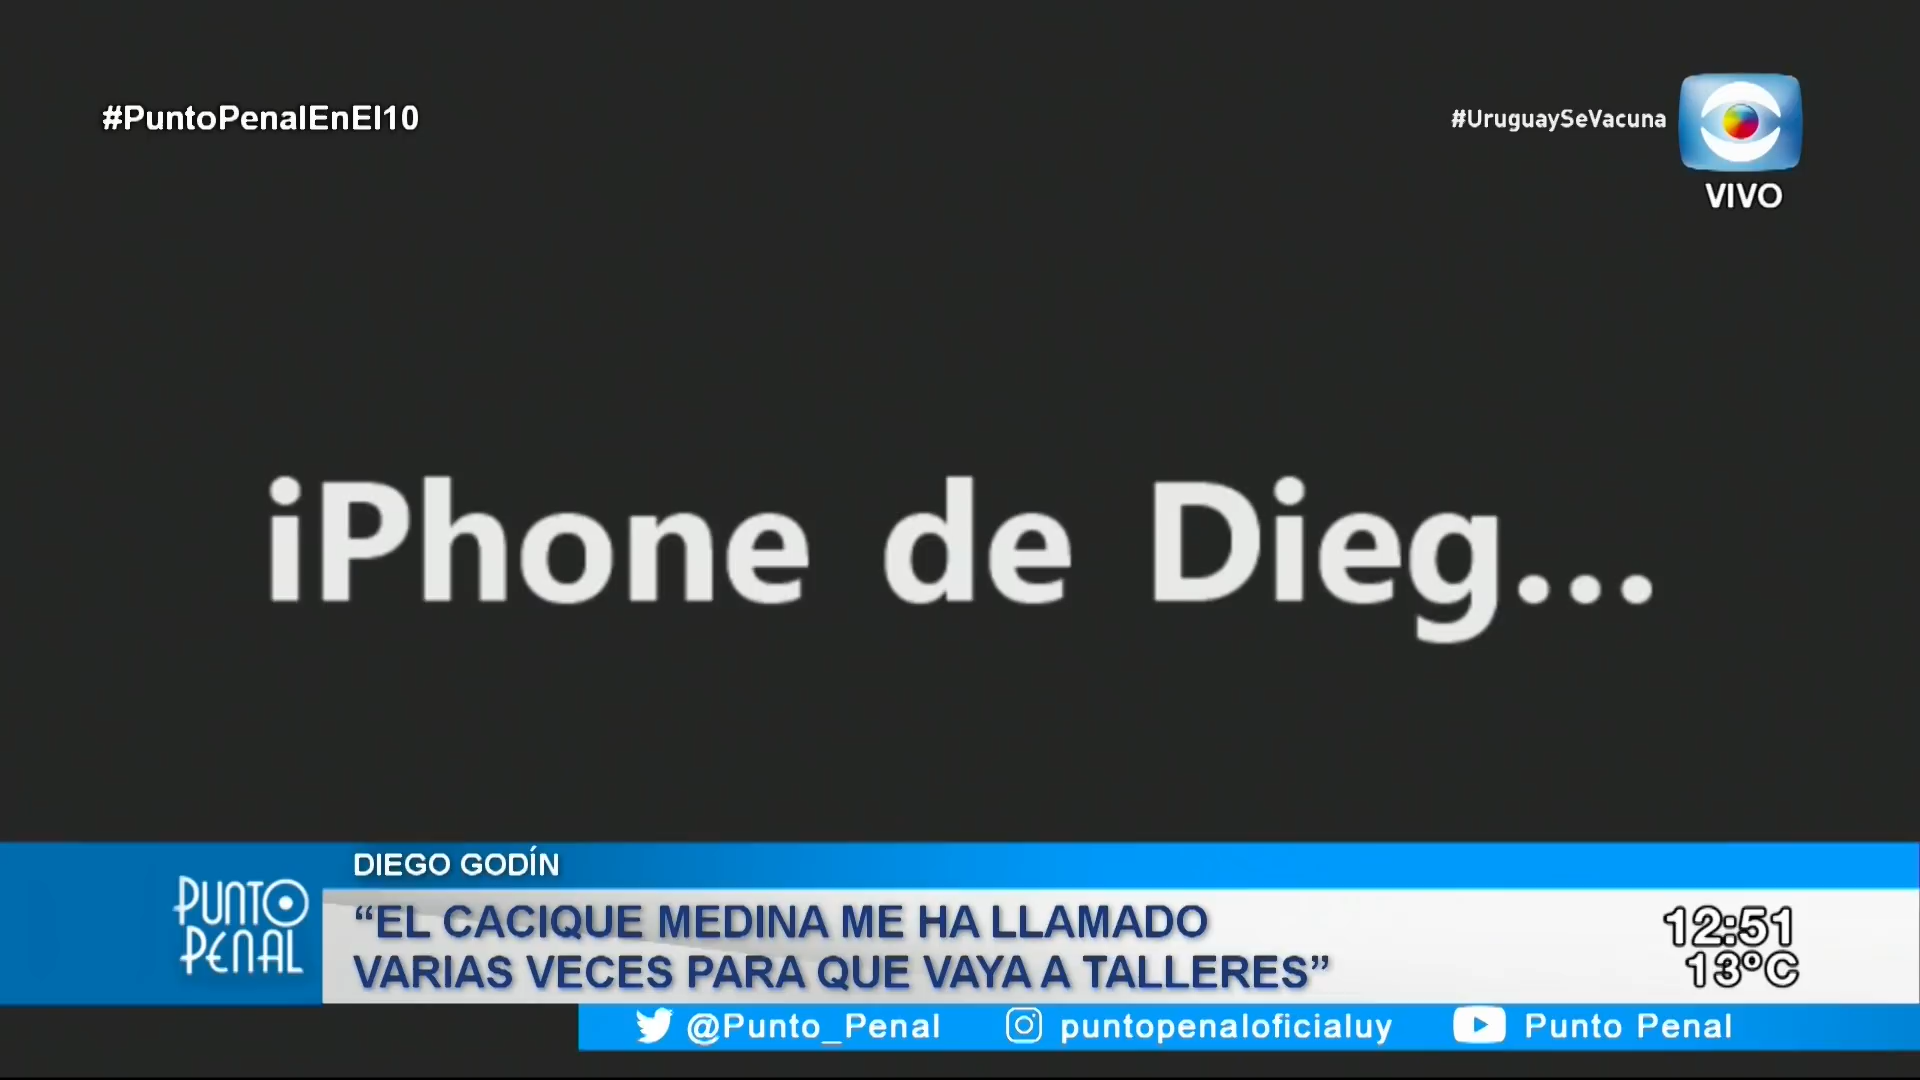 #PuntoPenalEnEl10
#UruguaySeVacuna
VIVO
iPhone de Dieg...
DIEGO GODÍN
PUNTO PENAL
“EL CACIQUE MEDINA ME HA LLAMADO
VARIAS VECES PARA QUE VAYA A TALLERES”
12:51
13°C
@Punto_Penal puntopenaloficialuy Punto Penal